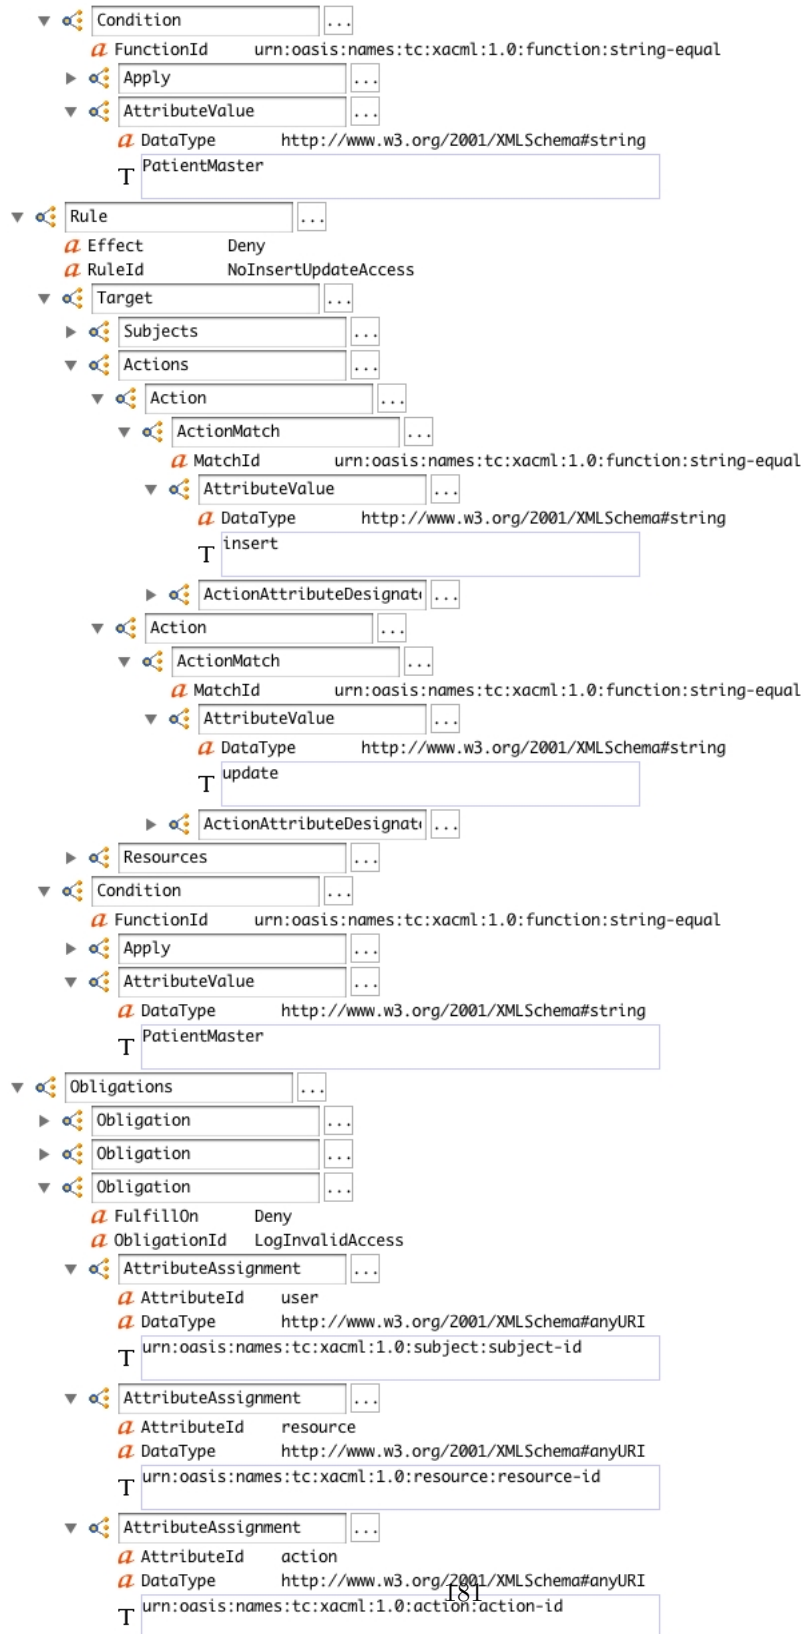 Condition ...
a FunctionId urn:oasis:names:tc:xacml:1.0:function:string-equal
Apply ...
AttributeValue ...
a DataType http://www.w3.org/2001/XMLSchema#string
T PatientMaster
Rule ...
a Effect Deny
a RuleId NoInsertUpdateAccess
Target ...
Subjects ...
Actions ...
Action ...
ActionMatch ...
a MatchId urn:oasis:names:tc:xacml:1.0:function:string-equal
AttributeValue ...
a DataType http://www.w3.org/2001/XMLSchema#string
T insert
ActionAttributeDesignat ...
Action ...
ActionMatch ...
a MatchId urn:oasis:names:tc:xacml:1.0:function:string-equal
AttributeValue ...
a DataType http://www.w3.org/2001/XMLSchema#string
T update
ActionAttributeDesignat ...
Resources ...
Condition ...
a FunctionId urn:oasis:names:tc:xacml:1.0:function:string-equal
Apply ...
AttributeValue ...
a DataType http://www.w3.org/2001/XMLSchema#string
T PatientMaster
Obligations ...
Obligation ...
Obligation ...
Obligation ...
a FulfillOn Deny
a ObligationId LogInvalidAccess
AttributeAssignment ...
a AttributeId user
a DataType http://www.w3.org/2001/XMLSchema#anyURI
T urn:oasis:names:tc:xacml:1.0:subject:subject-id
AttributeAssignment ...
a AttributeId resource
a DataType http://www.w3.org/2001/XMLSchema#anyURI
T urn:oasis:names:tc:xacml:1.0:resource:resource-id
AttributeAssignment ...
a AttributeId action
a DataType http://www.w3.org/2001/XMLSchema#anyURI
181
T urn:oasis:names:tc:xacml:1.0:action:action-id